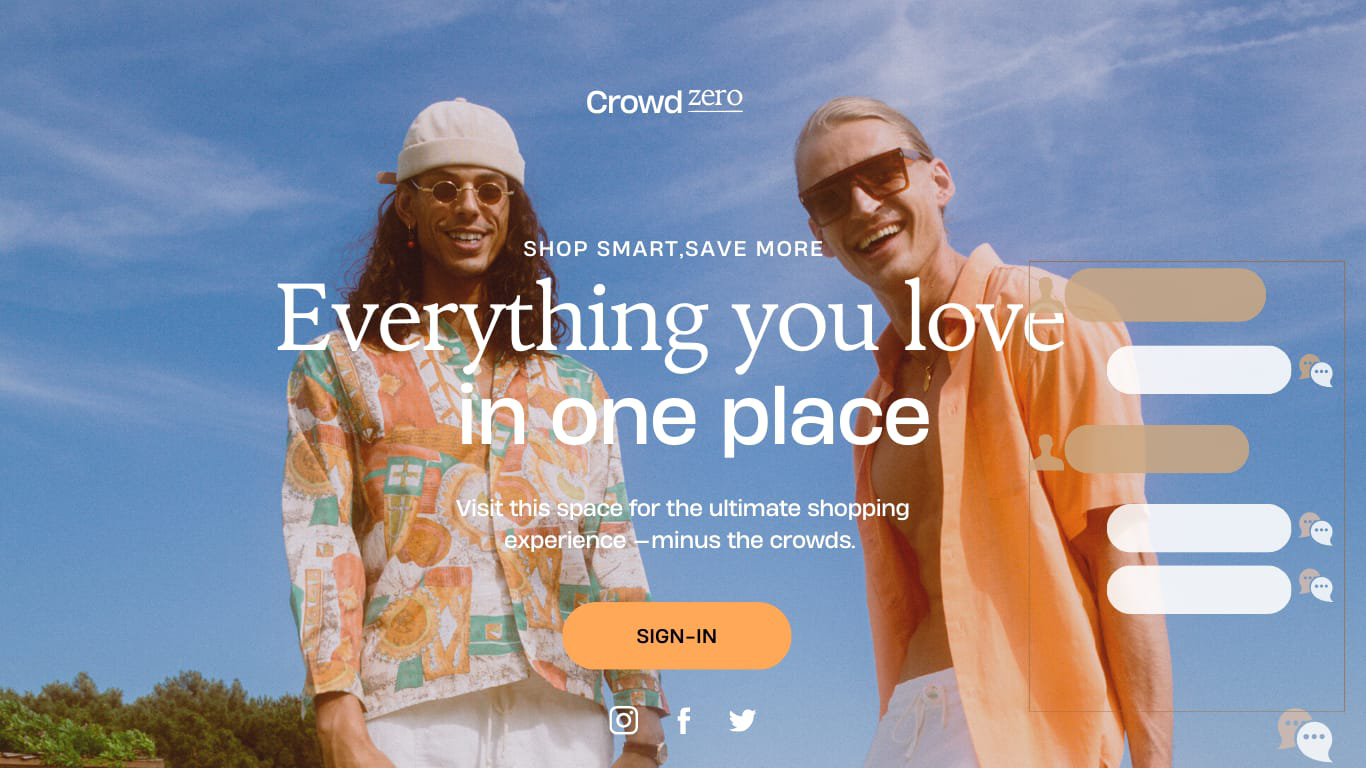 Crowd zero
SHOP SMART,SAVE MORE
Everything you love
in one place
Visit this space for the ultimate shopping
experience —minus the crowds.
SIGN-IN